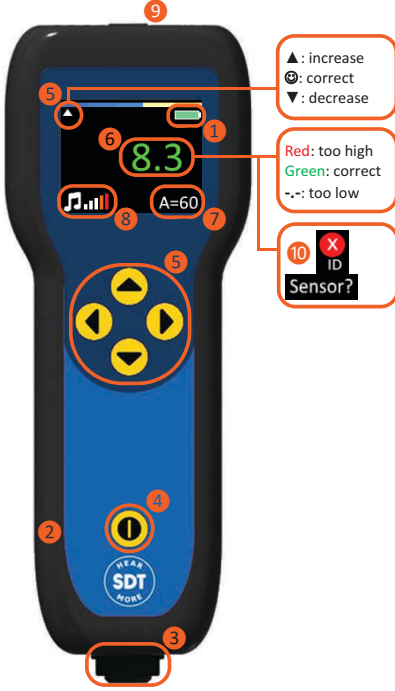 9
5
▲: increase
☺: correct
▼: decrease
1
6
8.3
Red: too high
Green: correct
-.-: too low
A=60
8
7
10
X
ID
Sensor?
5
4
2
HEAR
SDT
MORE
3